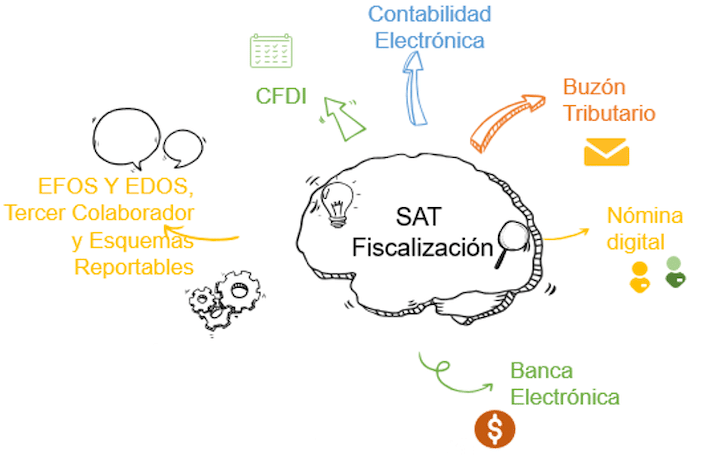 Contabilidad
Electrónica
CFDI
Buzón
Tributario
EFOS Y EDOS,
Tercer Colaborador
y Esquemas
Reportables
SAT
Fiscalización
Nómina
digital
Banca
Electrónica
$